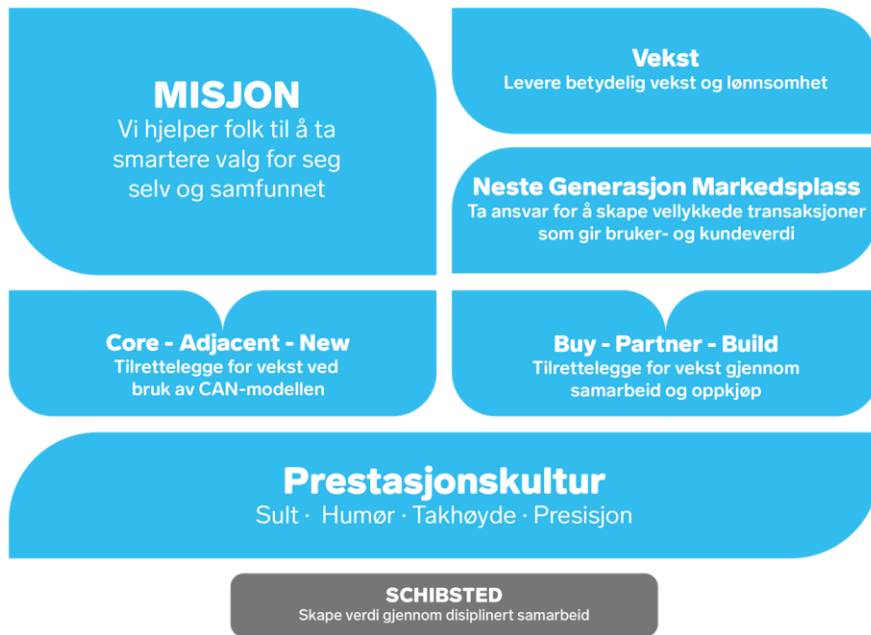 MISJON
Vi hjelper folk til å ta
smartere valg for seg
selv og samfunnet
Vekst
Levere betydelig vekst og lønnsomhet
Neste Generasjon Markedsplass
Ta ansvar for å skape vellykkede transaksjoner
som gir bruker- og kundeverdi
Core - Adjacent - New
Tilrettelegge for vekst ved
bruk av CAN-modellen
Buy - Partner - Build
Tilrettelegge for vekst gjennom
samarbeid og oppkjøp
Prestasjonskultur
Sult · Humør · Takhøyde · Presisjon
SCHIBSTED
Skape verdi gjennom disiplinert samarbeid